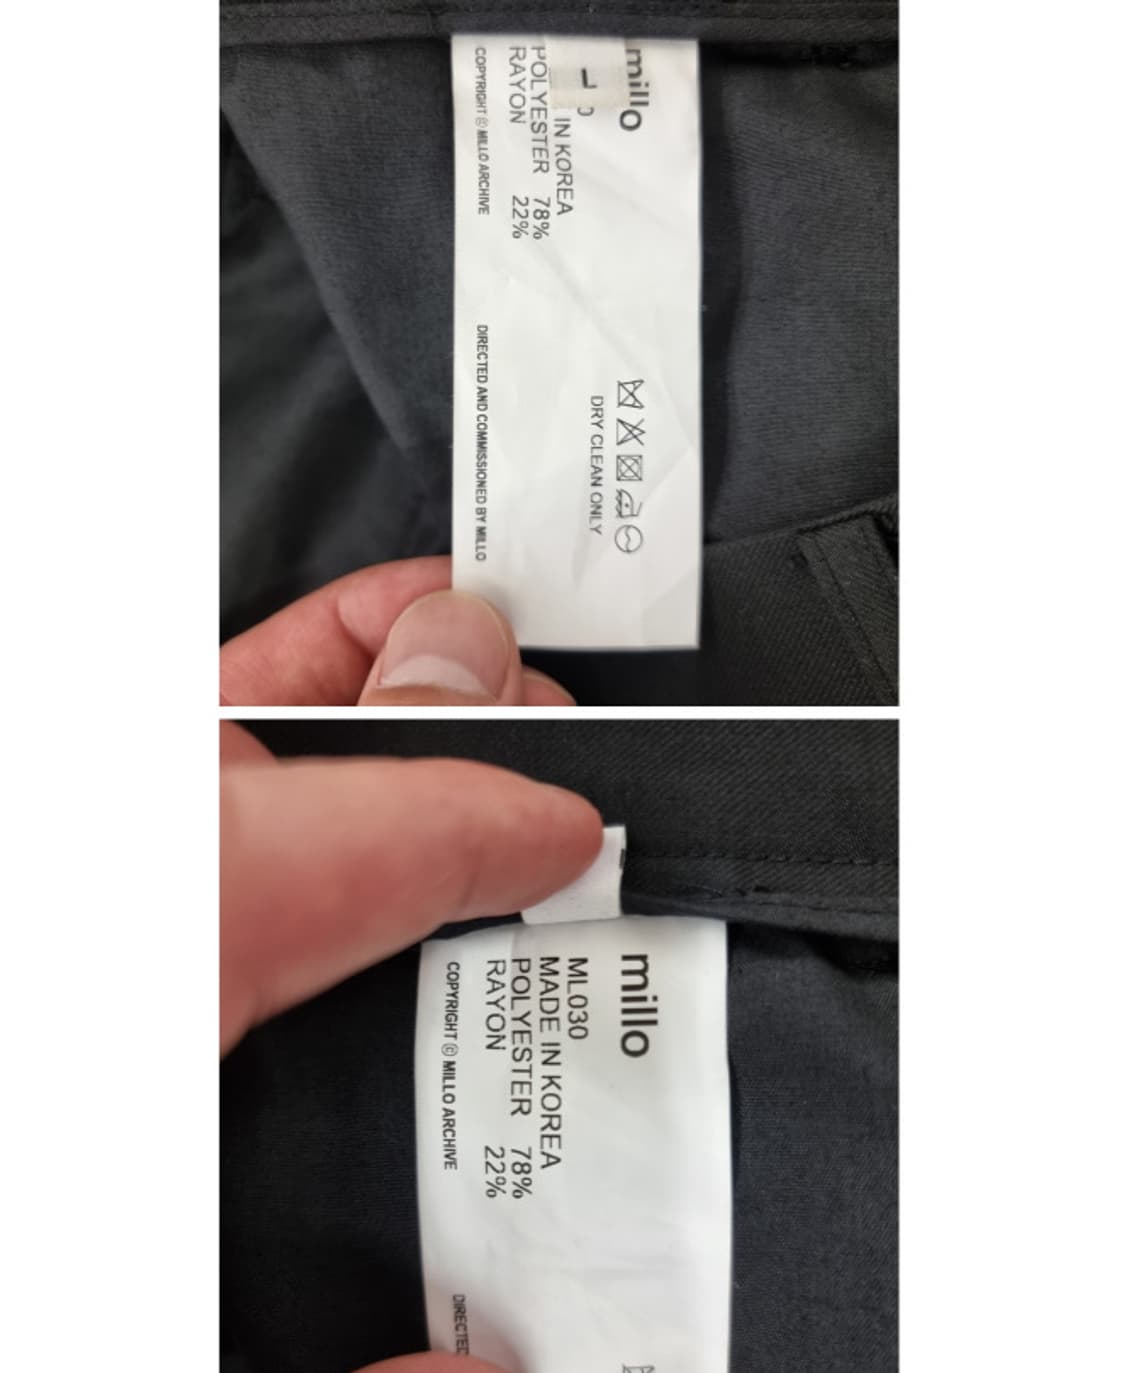 millo
L
IN KOREA
POLYESTER 78%
RAYON 22%
COPYRIGHT © MILLO ARCHIVE
DRY CLEAN ONLY
DIRECTED AND COMMISSIONED BY MILLO
millo
ML030
MADE IN KOREA
POLYESTER 78%
RAYON 22%
COPYRIGHT © MILLO ARCHIVE
DIRECTED